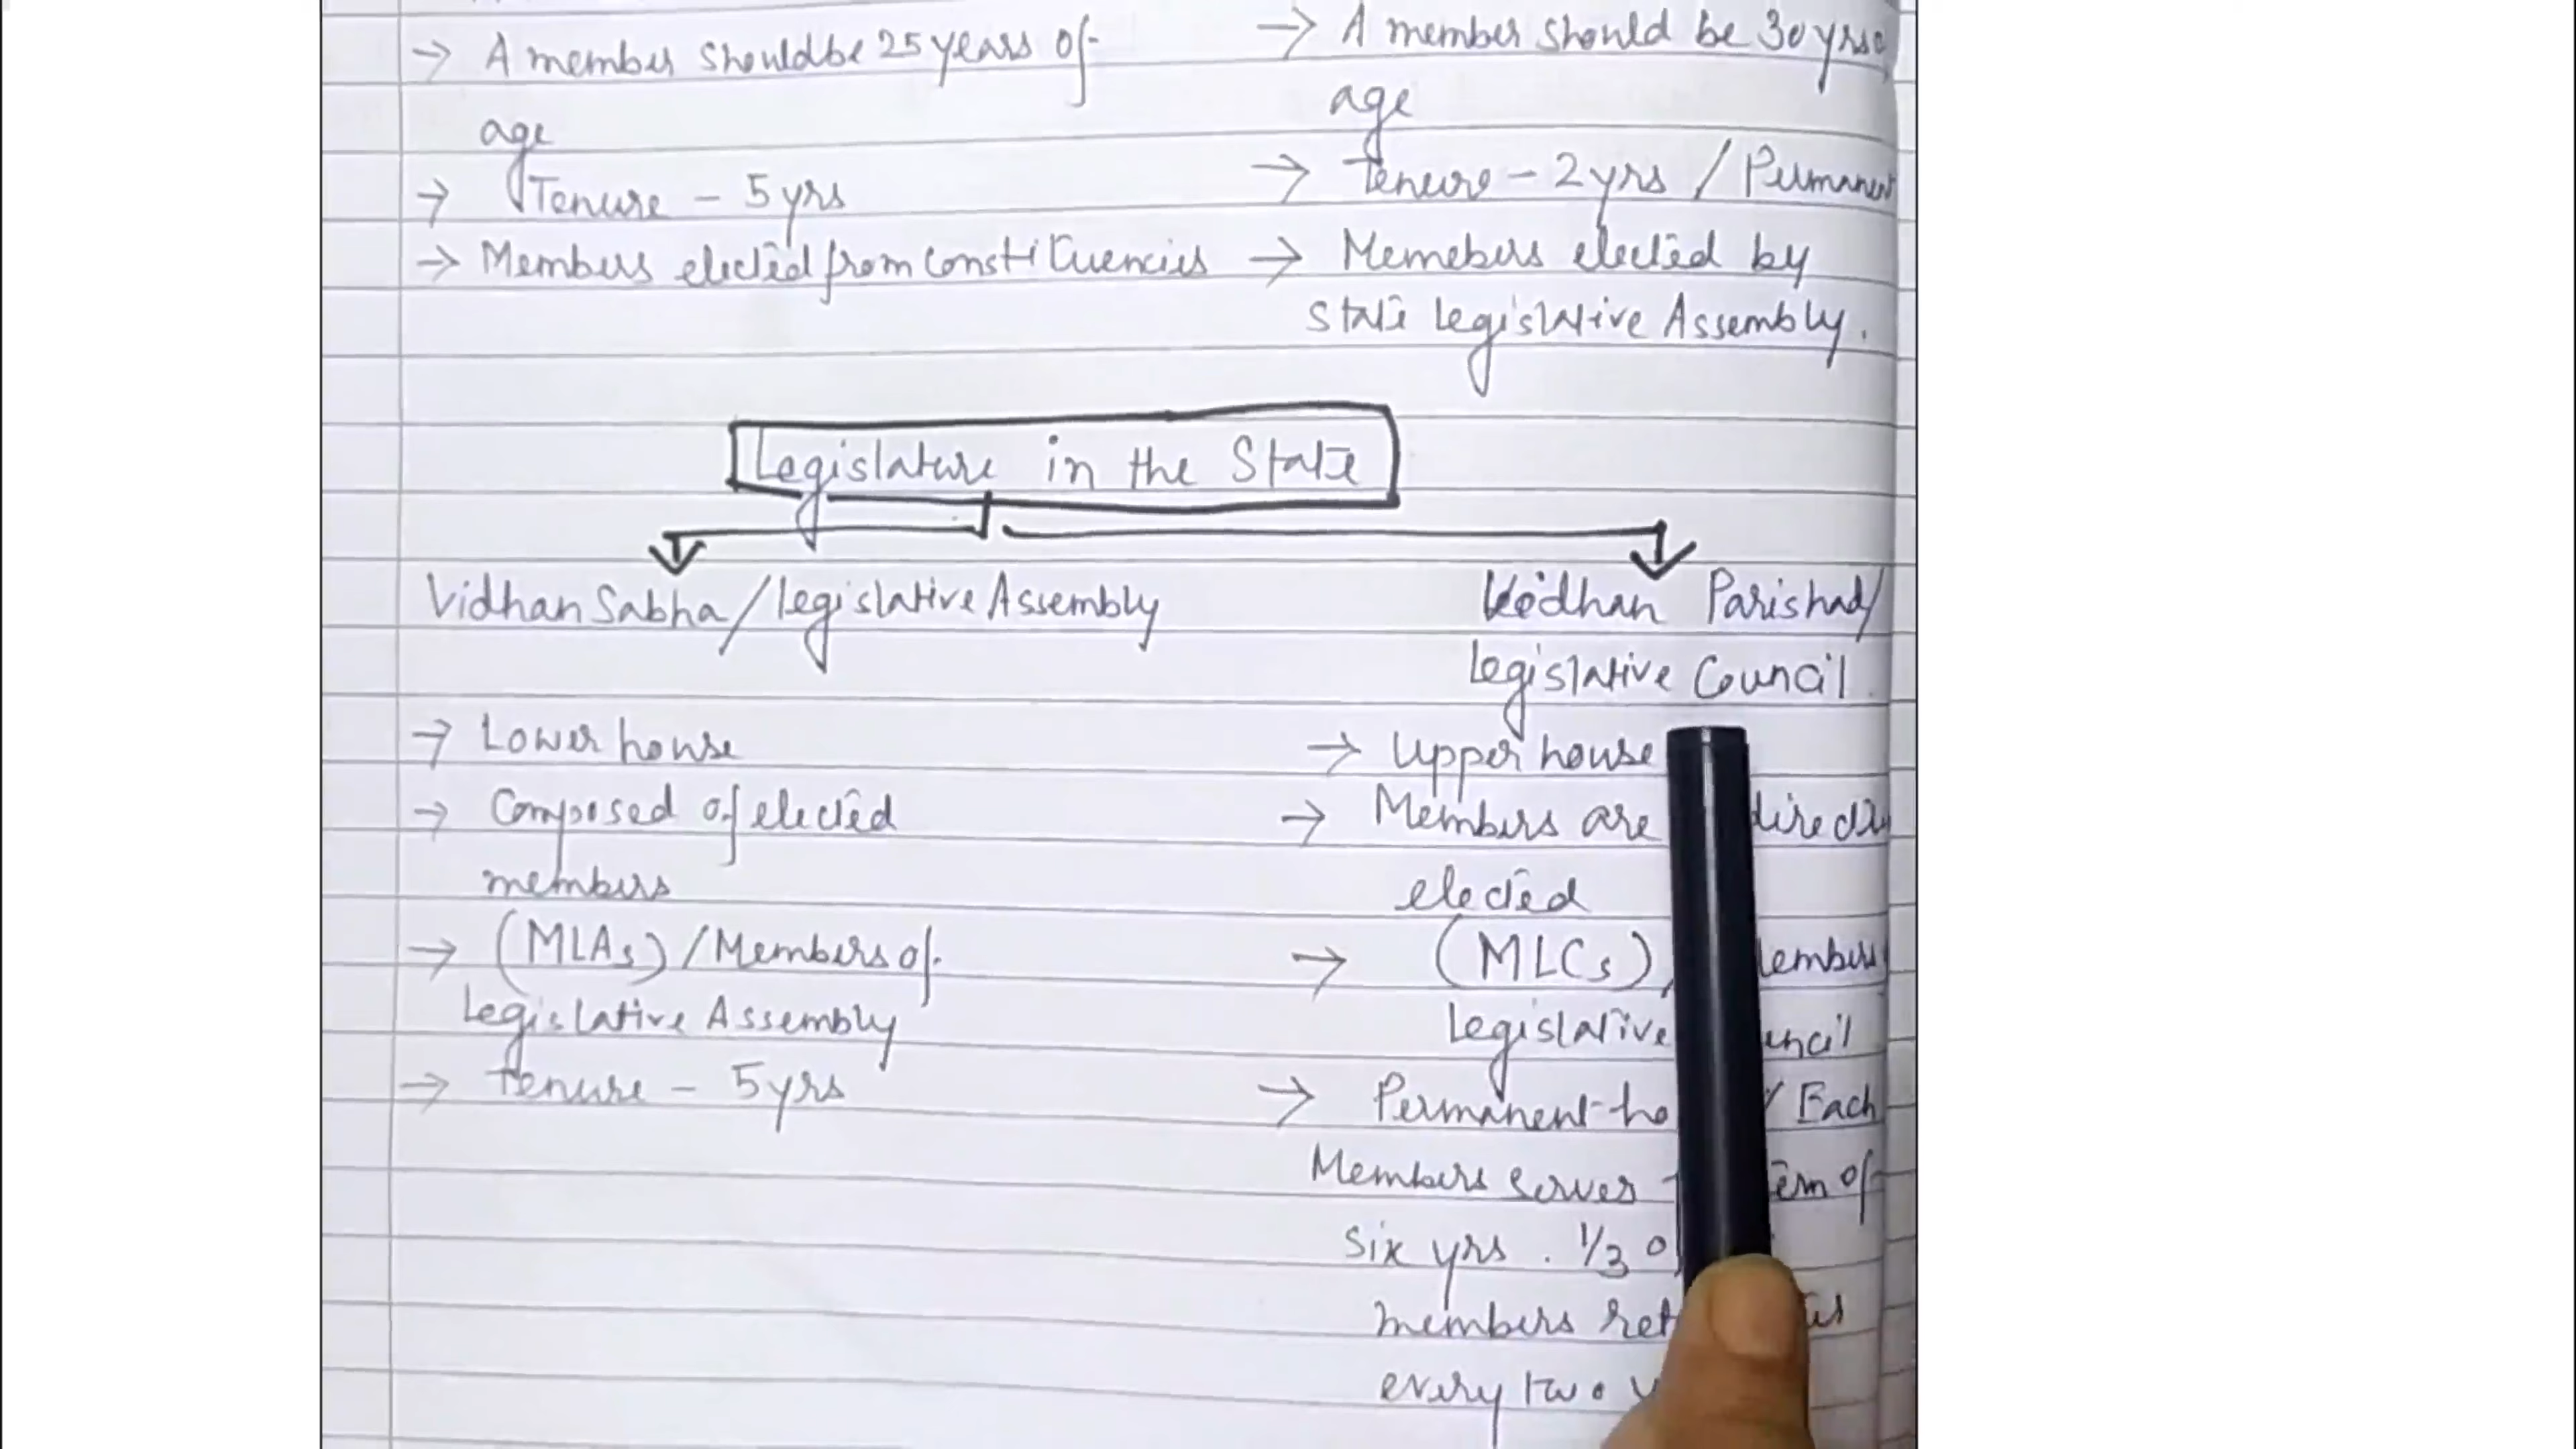 → A member should be 25 years of
age
→ Tenure - 5 yrs
→ Members elected from constituencies
→ A member should be 30 yrs
age
→ Tenure - 2 yrs / Permanent
→ Memebers elected by
State Legislative Assembly.
Legislature in the State
Vidhan Sabha/Legislative Assembly
→ Lower house
→ Composed of elected
members
→ (MLAs) / Members of
Legislative Assembly
→ Tenure - 5 yrs
Vidhan Parishad/
Legislative Council
→ Upper house
→ Members are
elected
→ (MLCs)
Legislative
→ Permanent / Each
Members serves of
six yrs. 1/3
members
every two